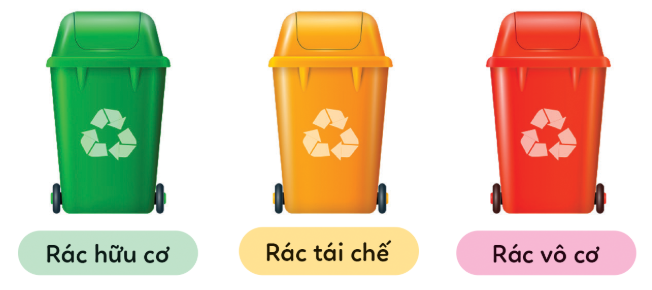 Rác hữu cơ
Rác tái chế
Rác vô cơ